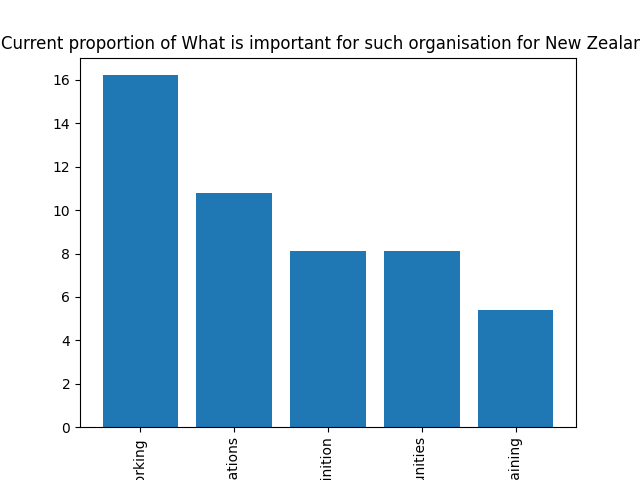 Current proportion of What is important for such organisation for New Zealan
16
14
12
10
8
6
4
2
0
orking
ations
inition
unities
aining